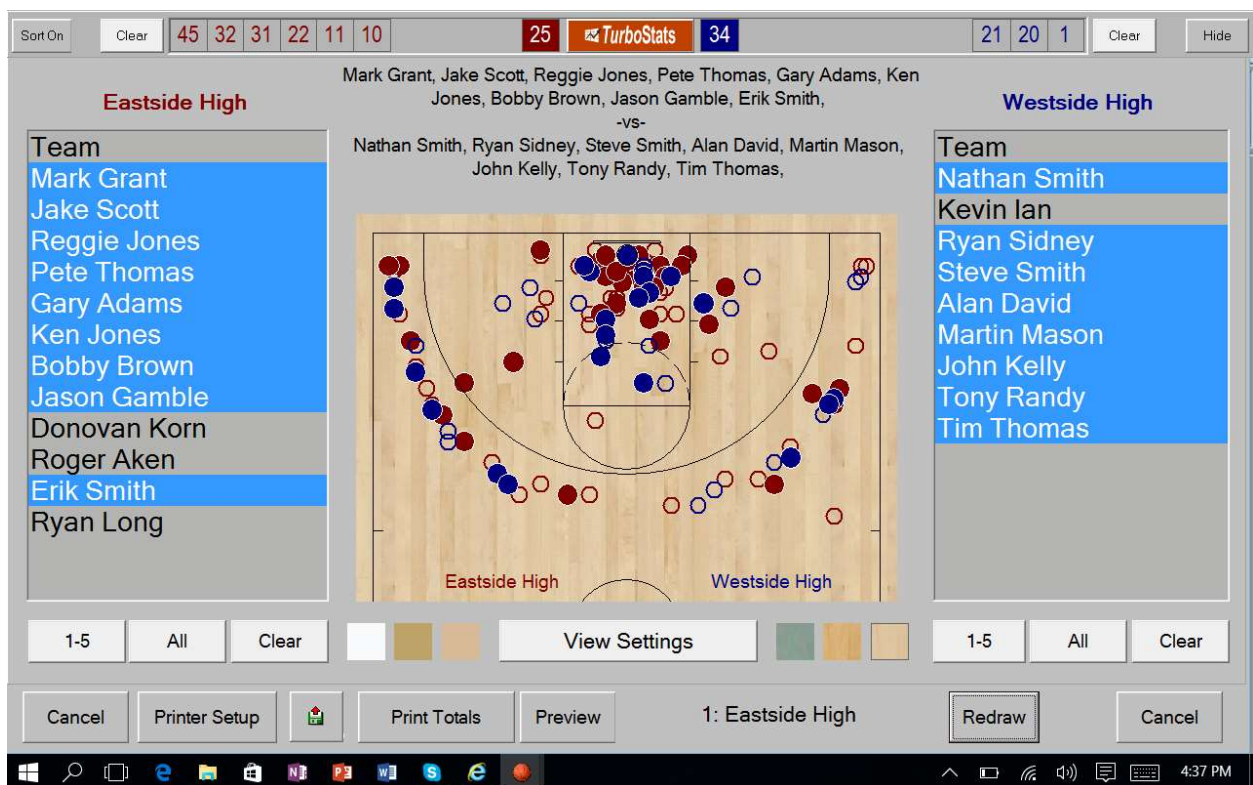 Sort On Clear 45 32 31 22 11 10 25 TurboStats 34 21 20 1 Clear Hide
Mark Grant, Jake Scott, Reggie Jones, Pete Thomas, Gary Adams, Ken
Jones, Bobby Brown, Jason Gamble, Erik Smith,
-vs-
Nathan Smith, Ryan Sidney, Steve Smith, Alan David, Martin Mason,
John Kelly, Tony Randy, Tim Thomas,
Eastside High
Team
Mark Grant
Jake Scott
Reggie Jones
Pete Thomas
Gary Adams
Ken Jones
Bobby Brown
Jason Gamble
Donovan Korn
Roger Aken
Erik Smith
Ryan Long
Eastside High Westside High
Westside High
Team
Nathan Smith
Kevin Ian
Ryan Sidney
Steve Smith
Alan David
Martin Mason
John Kelly
Tony Randy
Tim Thomas
1-5 All Clear View Settings 1-5 All Clear
Cancel Printer Setup Print Totals Preview 1: Eastside High Redraw Cancel
4:37 PM